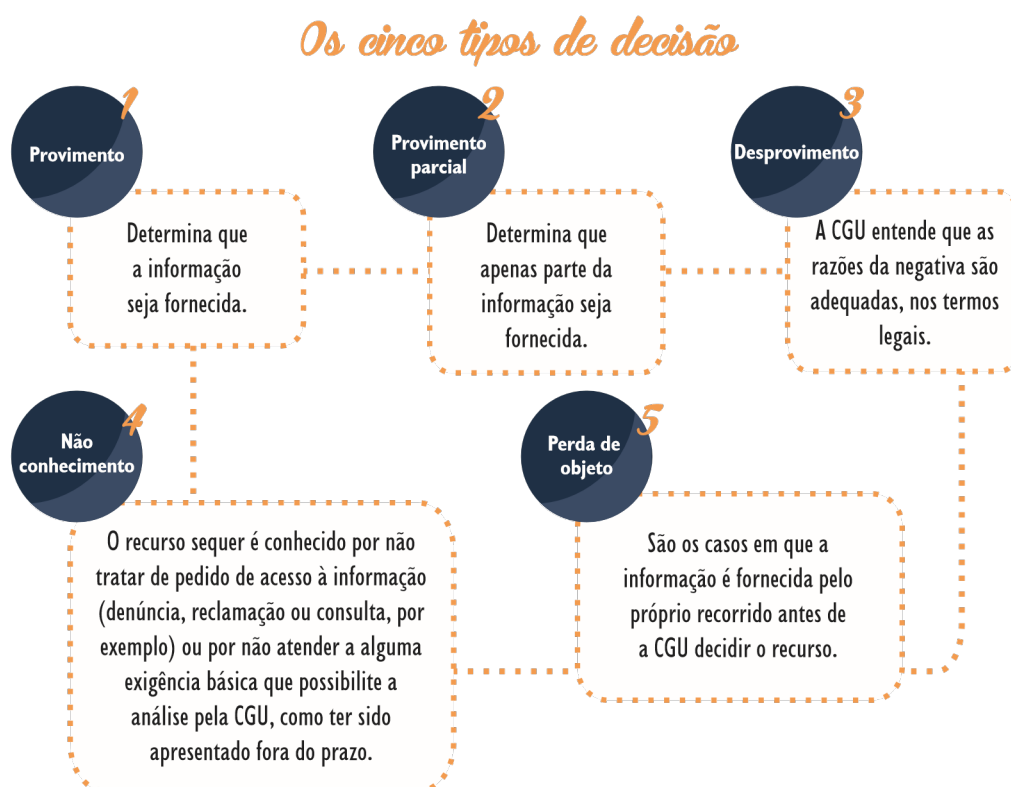 Os cinco tipos de decisão
1
Provimento
Determina que
a informação
seja fornecida.
2
Provimento
parcial
Determina que
apenas parte da
informação seja
fornecida.
3
Desprovimento
A CGU entende que as
razões da negativa são
adequadas, nos termos
legais.
4
Não
conhecimento
O recurso sequer é conhecido por não
tratar de pedido de acesso à informação
(denúncia, reclamação ou consulta, por
exemplo) ou por não atender a alguma
exigência básica que possibilite a
análise pela CGU, como ter sido
apresentado fora do prazo.
5
Perda de
objeto
São os casos em que a
informação é fornecida pelo
próprio recorrido antes de
a CGU decidir o recurso.